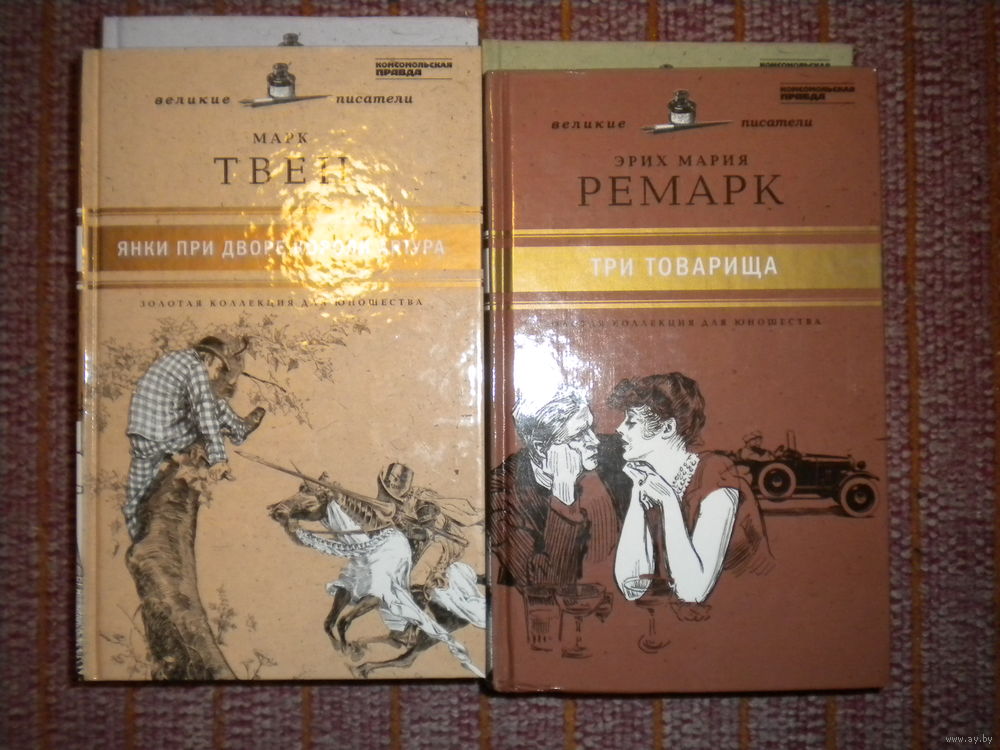 КОМСОМОЛЬСКАЯ
ПРАВДА
великие писатели
МАРК
ТВЕН
ЯНКИ ПРИ ДВОРЕ КОРОЛЯ АРТУРА
ЗОЛОТАЯ КОЛЛЕКЦИЯ ДЛЯ ЮНОШЕСТВА
КОМСОМОЛЬСКАЯ
КОМСОМОЛЬСКАЯ
ПРАВДА
великие писатели
ЭРИХ МАРИЯ
РЕМАРК
ТРИ ТОВАРИЩА
КОЛЛЕКЦИЯ ДЛЯ ЮНОШЕСТВА
www.ay.by